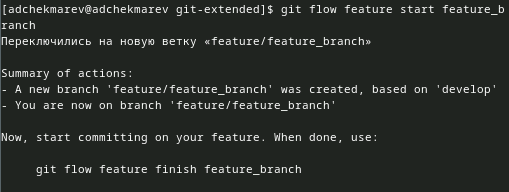 [adchekmarev@adchekmarev git-extended]$ git flow feature start feature_b
ranch
Переключились на новую ветку «feature/feature_branch»
Summary of actions:
- A new branch 'feature/feature_branch' was created, based on 'develop'
- You are now on branch 'feature/feature_branch'
Now, start committing on your feature. When done, use:
git flow feature finish feature_branch